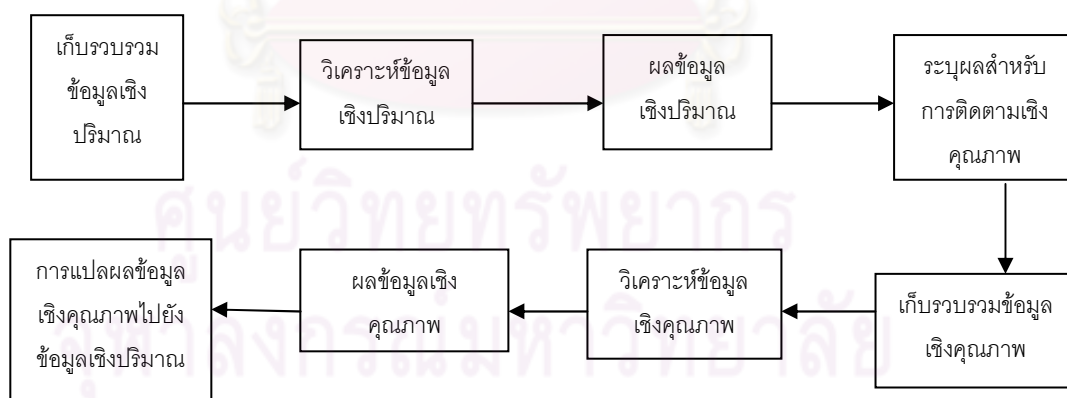 เก็บรวบรวม
ข้อมูลเชิง
ปริมาณ
วิเคราะห์ข้อมูล
เชิงปริมาณ
ผลข้อมูล
เชิงปริมาณ
ระบุผลสำหรับ
การติดตามเชิง
คุณภาพ
เก็บรวบรวมข้อมูล
เชิงคุณภาพ
วิเคราะห์ข้อมูล
เชิงคุณภาพ
ผลข้อมูลเชิง
คุณภาพ
การแปลผลข้อมูล
เชิงคุณภาพไปยัง
ข้อมูลเชิงปริมาณ
ศูนย์วิทยทรัพยากร
จุฬาลงกรณ์มหาวิทยาลัย